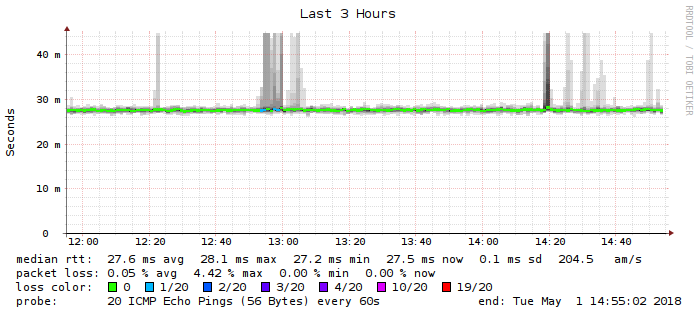 Last 3 Hours
RRDTOOL / TOBI OETIKER
Seconds
40 m
30 m
20 m
10 m
0
12:00 12:20 12:40 13:00 13:20 13:40 14:00 14:20 14:40
median rtt: 27.6 ms avg 28.1 ms max 27.2 ms min 27.5 ms now 0.1 ms sd 204.5 am/s
packet loss: 0.05 % avg 4.42 % max 0.00 % min 0.00 % now
loss color: 0 1/20 2/20 3/20 4/20 10/20 19/20
probe: 20 ICMP Echo Pings (56 Bytes) every 60s end: Tue May 1 14:55:02 2018